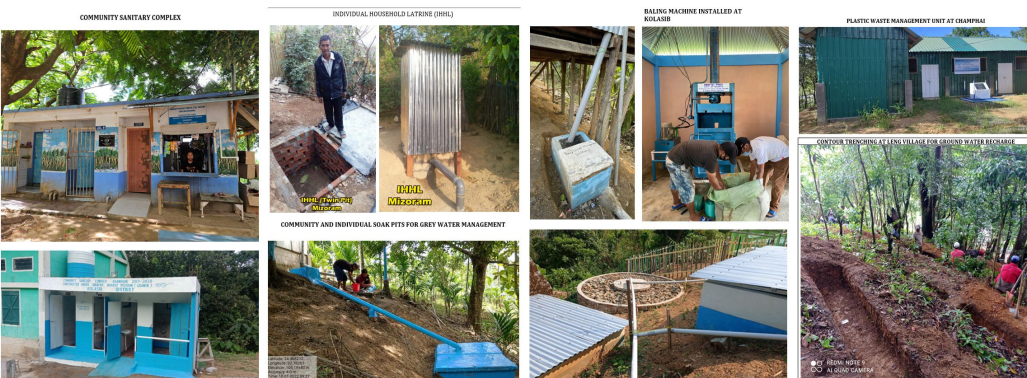 COMMUNITY SANITARY COMPLEX
INDIVIDUAL HOUSEHOLD LATRINE (IHHL)
IHHL (Twin Pit)
Mizoram
IHHL
Mizoram
COMMUNITY AND INDIVIDUAL SOAK PITS FOR GREY WATER MANAGEMENT
BALING MACHINE INSTALLED AT
KOLASIB
PLASTIC WASTE MANAGEMENT UNIT AT CHAMPHAI
CONTOUR TRENCHING AT LENG VILLAGE FOR GROUND WATER RECHARGE
REDMI NOTE 9
AI QUAD CAMERA